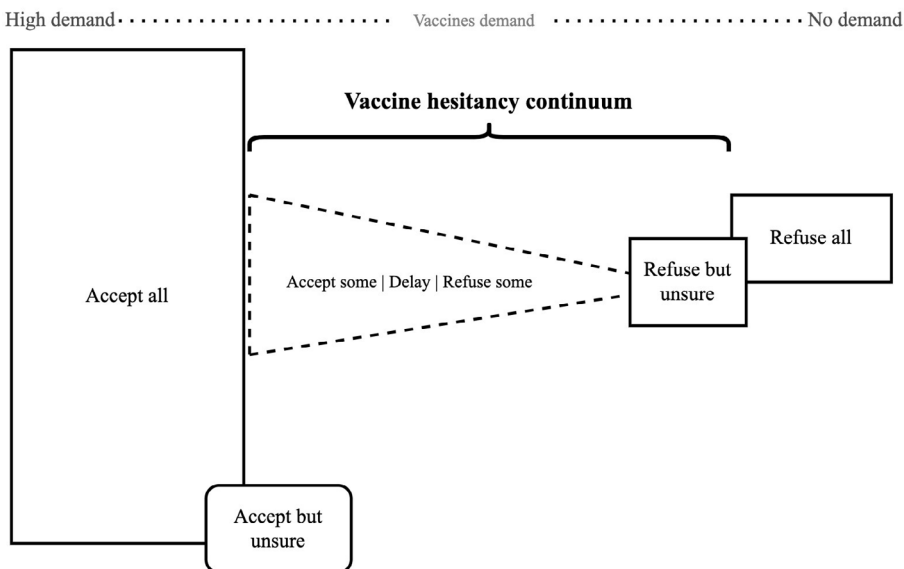 High demand Vaccines demand No demand
Vaccine hesitancy continuum
Accept all
Accept some | Delay | Refuse some
Refuse but
unsure
Refuse all
Accept but
unsure